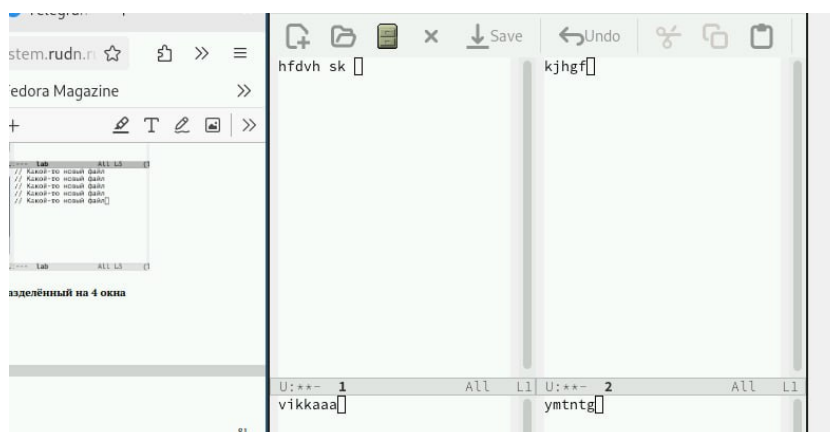 stem.rudn.r
Fedora Magazine
lab All L5
// Какой-то новый файл
// Какой-то новый файл
// Какой-то новый файл
// Какой-то новый файл
// Какой-то новый файл
lab All L5
азделённый на 4 окна
Save Undo
hfdvh sk
kjhgf
U:**- 1 All L1
U:**- 2 All L1
vikkaaa
ymtntg